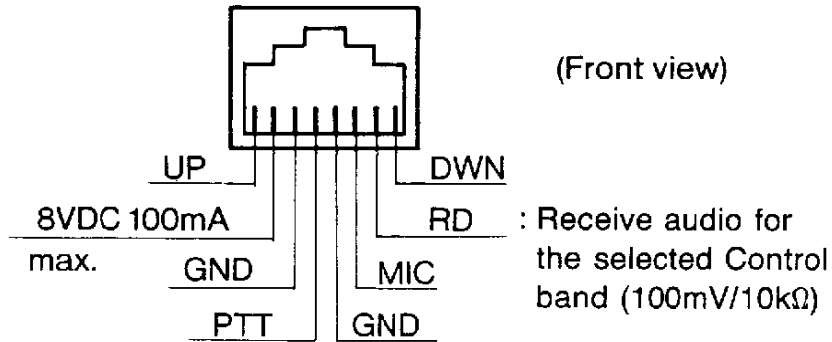 (Front view)
UP
DWN
8VDC 100mA
max.
RD
: Receive audio for
the selected Control
band (100mV/10kΩ)
GND
MIC
PTT
GND